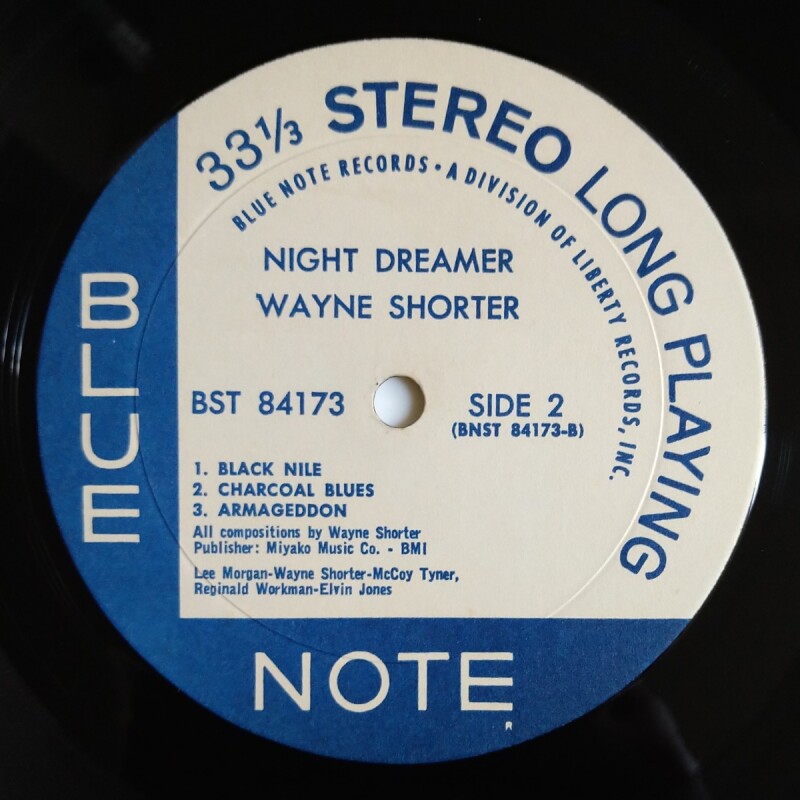 33⅓ STEREO LONG PLAYING
BLUE NOTE RECORDS • A DIVISION OF LIBERTY RECORDS, INC.
NIGHT DREAMER
WAYNE SHORTER
BST 84173
SIDE 2
(BNST 84173-B)
1. BLACK NILE
2. CHARCOAL BLUES
3. ARMAGEDDON
All compositions by Wayne Shorter
Publisher: Miyako Music Co. - BMI
Lee Morgan-Wayne Shorter-McCoy Tyner,
Reginald Workman-Elvin Jones
BLUE
NOTE
R